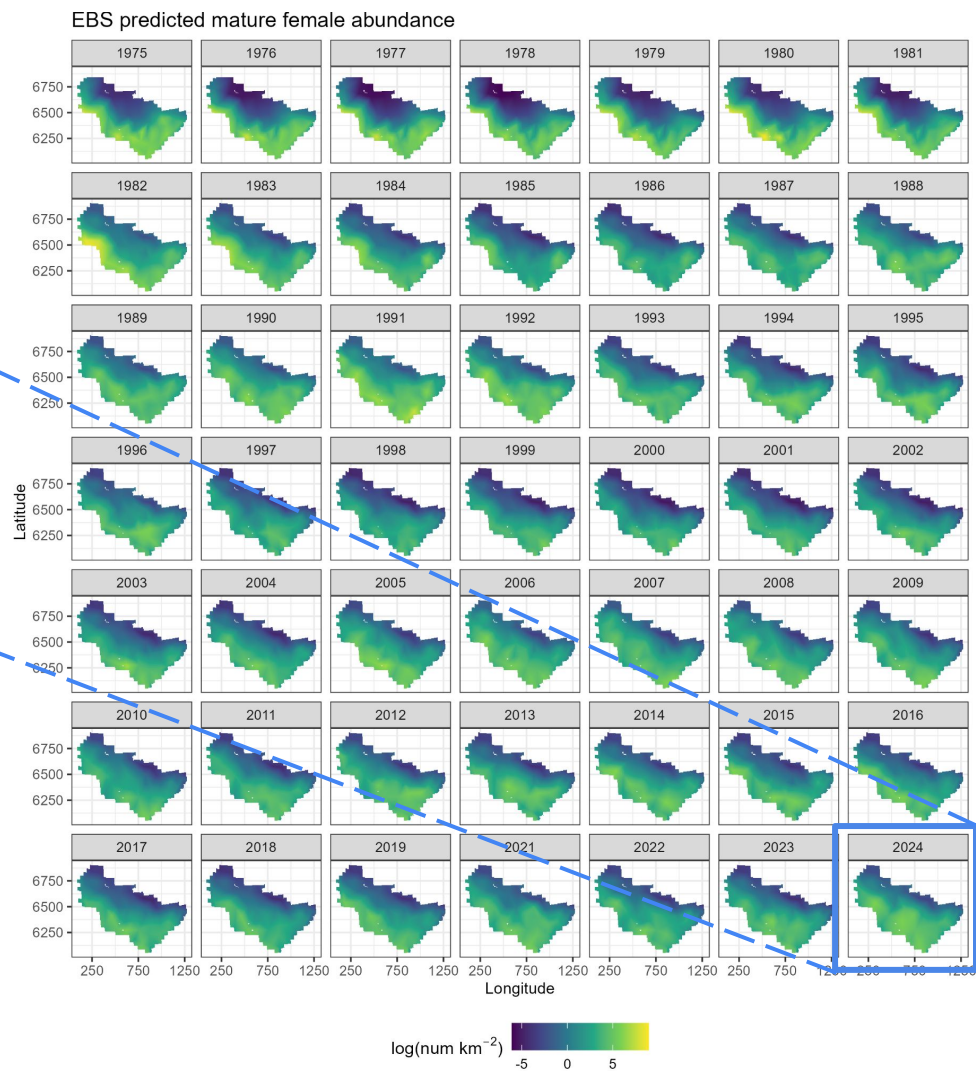 EBS predicted mature female abundance
1975 1976 1977 1978 1979 1980 1981
6750
6500
6250
1982 1983 1984 1985 1986 1987 1988
6750
6500
6250
1989 1990 1991 1992 1993 1994 1995
6750
6500
6250
1996 1997 1998 1999 2000 2001 2002
6750
6500
6250
Latitude
2003 2004 2005 2006 2007 2008 2009
6750
6500
6250
2010 2011 2012 2013 2014 2015 2016
6750
6500
6250
2017 2018 2019 2021 2022 2023 2024
6750
6500
6250
250 750 1250 250 750 1250 250 750 1250 250 750 1250 250 750 1250 250 750 1250 250 750 1250
Longitude
log(num km⁻²)
-5 0 5